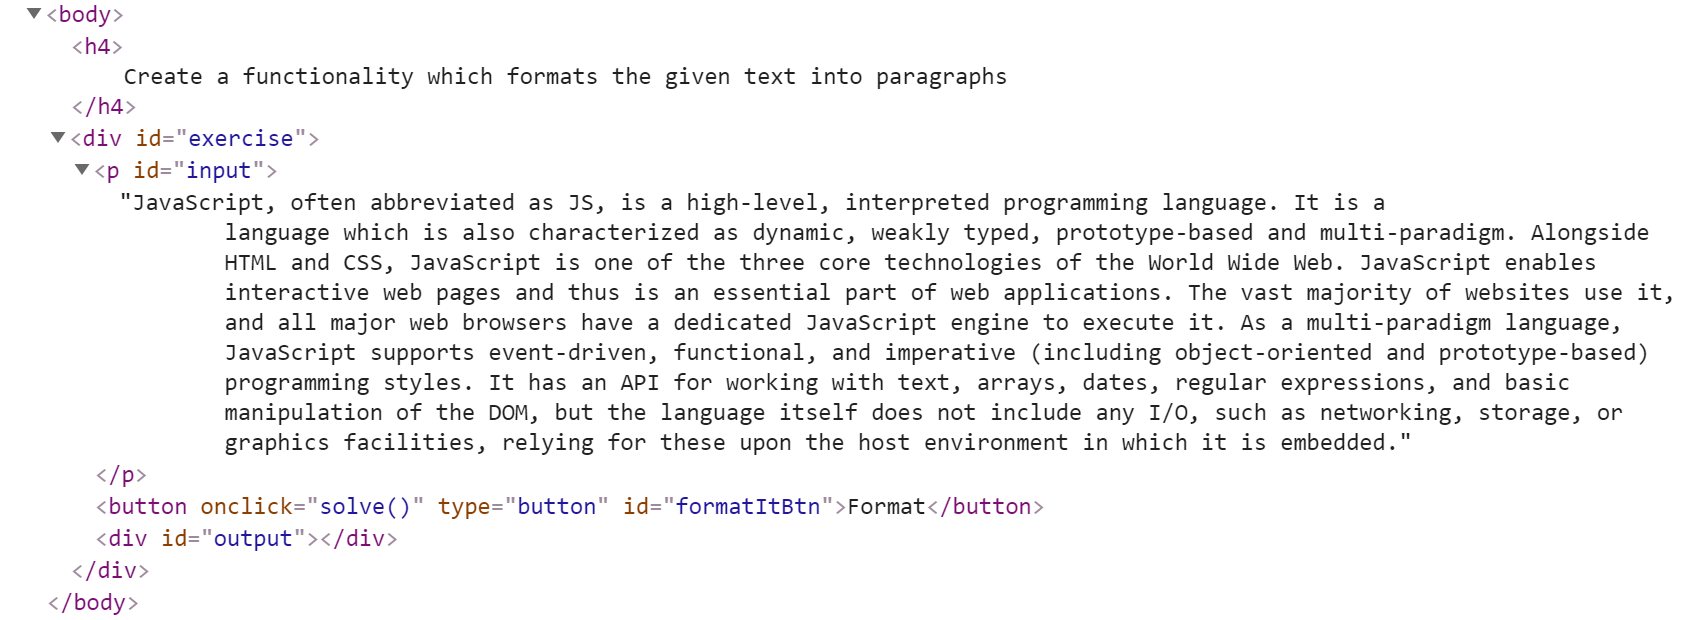 ▼<body>
<h4>
Create a functionality which formats the given text into paragraphs
</h4>
▼<div id="exercise">
▼<p id="input">
"JavaScript, often abbreviated as JS, is a high-level, interpreted programming language. It is a
language which is also characterized as dynamic, weakly typed, prototype-based and multi-paradigm. Alongside
HTML and CSS, JavaScript is one of the three core technologies of the World Wide Web. JavaScript enables
interactive web pages and thus is an essential part of web applications. The vast majority of websites use it,
and all major web browsers have a dedicated JavaScript engine to execute it. As a multi-paradigm language,
JavaScript supports event-driven, functional, and imperative (including object-oriented and prototype-based)
programming styles. It has an API for working with text, arrays, dates, regular expressions, and basic
manipulation of the DOM, but the language itself does not include any I/O, such as networking, storage, or
graphics facilities, relying for these upon the host environment in which it is embedded."
</p>
<button onclick="solve()" type="button" id="formatItBtn">Format</button>
<div id="output"></div>
</div>
</body>